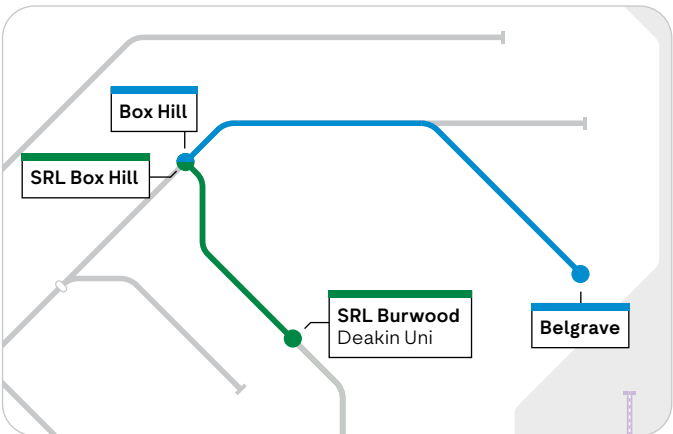 Box Hill
SRL Box Hill
SRL Burwood
Deakin Uni
Belgrave